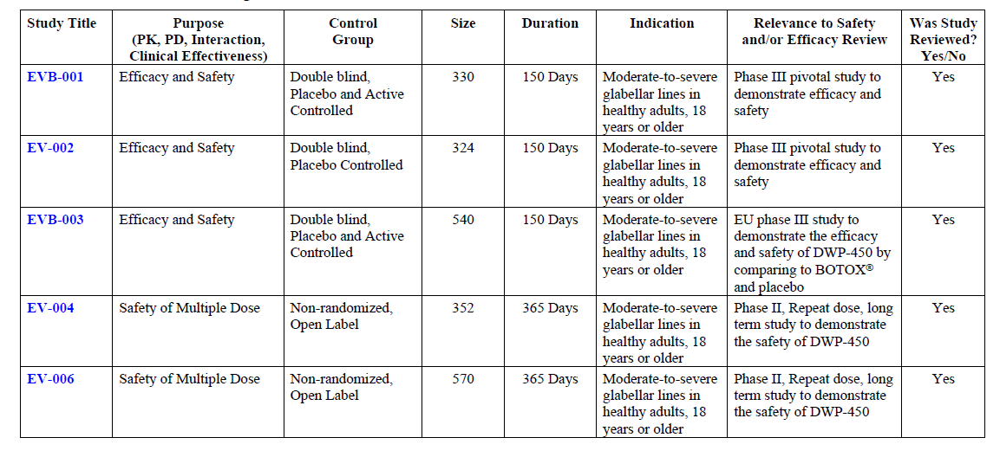 Study Title
Purpose
(PK, PD, Interaction,
Clinical Effectiveness)
Control
Group
Size
Duration
Indication
Relevance to Safety
and/or Efficacy Review
Was Study
Reviewed?
Yes/No
EVB-001
Efficacy and Safety
Double blind,
Placebo and Active
Controlled
330
150 Days
Moderate-to-severe
glabellar lines in
healthy adults, 18
years or older
Phase III pivotal study to
demonstrate efficacy and
safety
Yes
EV-002
Efficacy and Safety
Double blind,
Placebo Controlled
324
150 Days
Moderate-to-severe
glabellar lines in
healthy adults, 18
years or older
Phase III pivotal study to
demonstrate efficacy and
safety
Yes
EVB-003
Efficacy and Safety
Double blind,
Placebo and Active
Controlled
540
150 Days
Moderate-to-severe
glabellar lines in
healthy adults, 18
years or older
EU phase III study to
demonstrate the efficacy
and safety of DWP-450 by
comparing to BOTOX®
and placebo
Yes
EV-004
Safety of Multiple Dose
Non-randomized,
Open Label
352
365 Days
Moderate-to-severe
glabellar lines in
healthy adults, 18
years or older
Phase II, Repeat dose, long
term study to demonstrate
the safety of DWP-450
Yes
EV-006
Safety of Multiple Dose
Non-randomized,
Open Label
570
365 Days
Moderate-to-severe
glabellar lines in
healthy adults, 18
years or older
Phase II, Repeat dose, long
term study to demonstrate
the safety of DWP-450
Yes